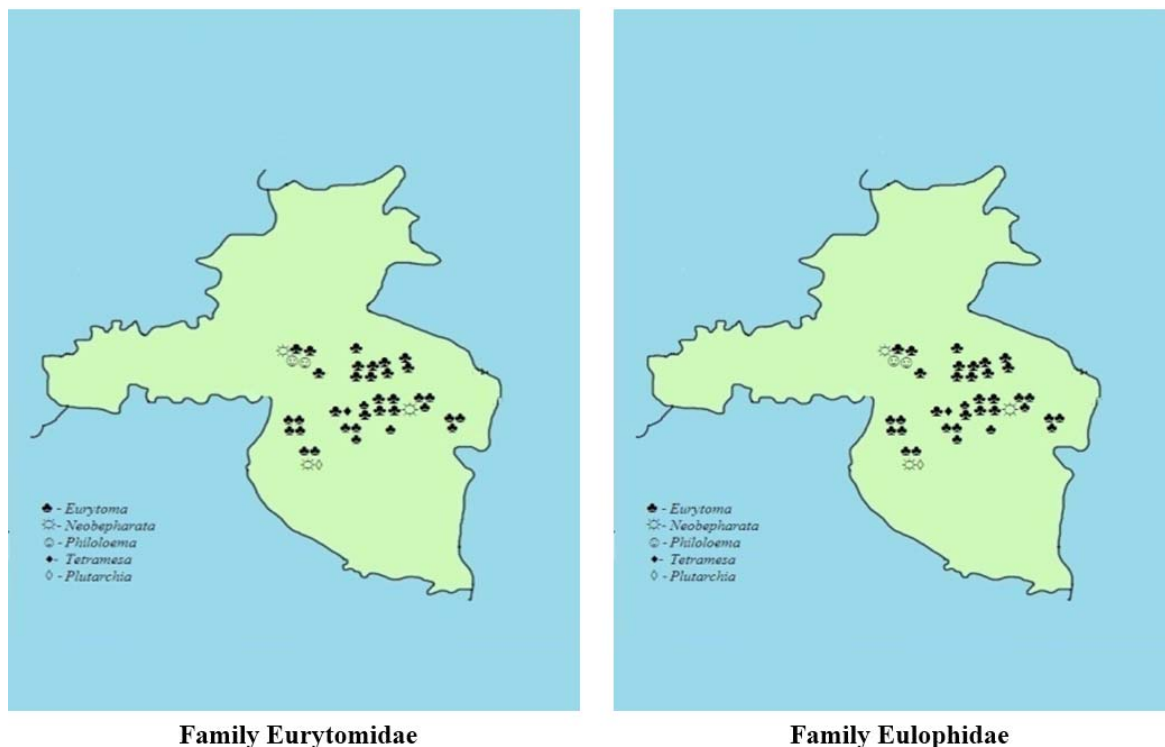 - Eurytoma
- Neobepharata
- Philoloema
- Tetramesa
- Plutarchia
Family Eurytomidae
- Eurytoma
- Neobepharata
- Philoloema
- Tetramesa
- Plutarchia
Family Eulophidae